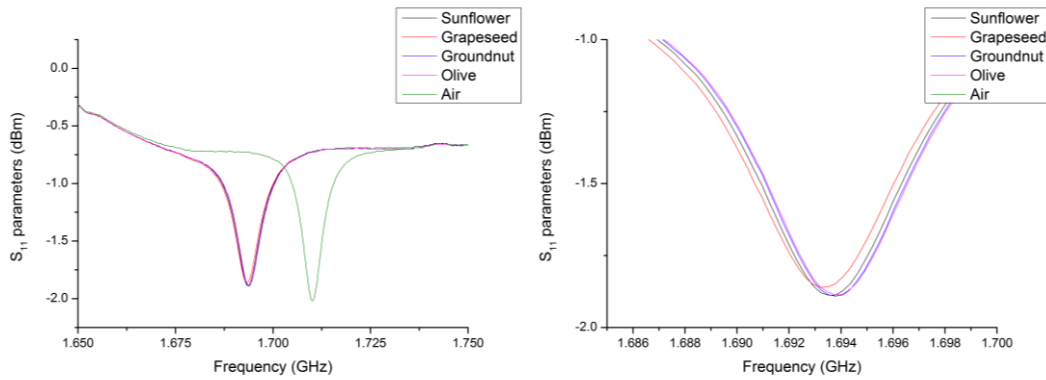 Sunflower
Grapeseed
Groundnut
Olive
Air
0.0
-0.5
-1.0
-1.5
-2.0
S11 parameters (dBm)
1.650
1.675
1.700
1.725
1.750
Frequency (GHz)
Sunflower
Grapeseed
Groundnut
Olive
Air
-1.0
-1.5
-2.0
S11 parameters (dBm)
1.686
1.688
1.690
1.692
1.694
1.696
1.698
1.700
Frequency (GHz)